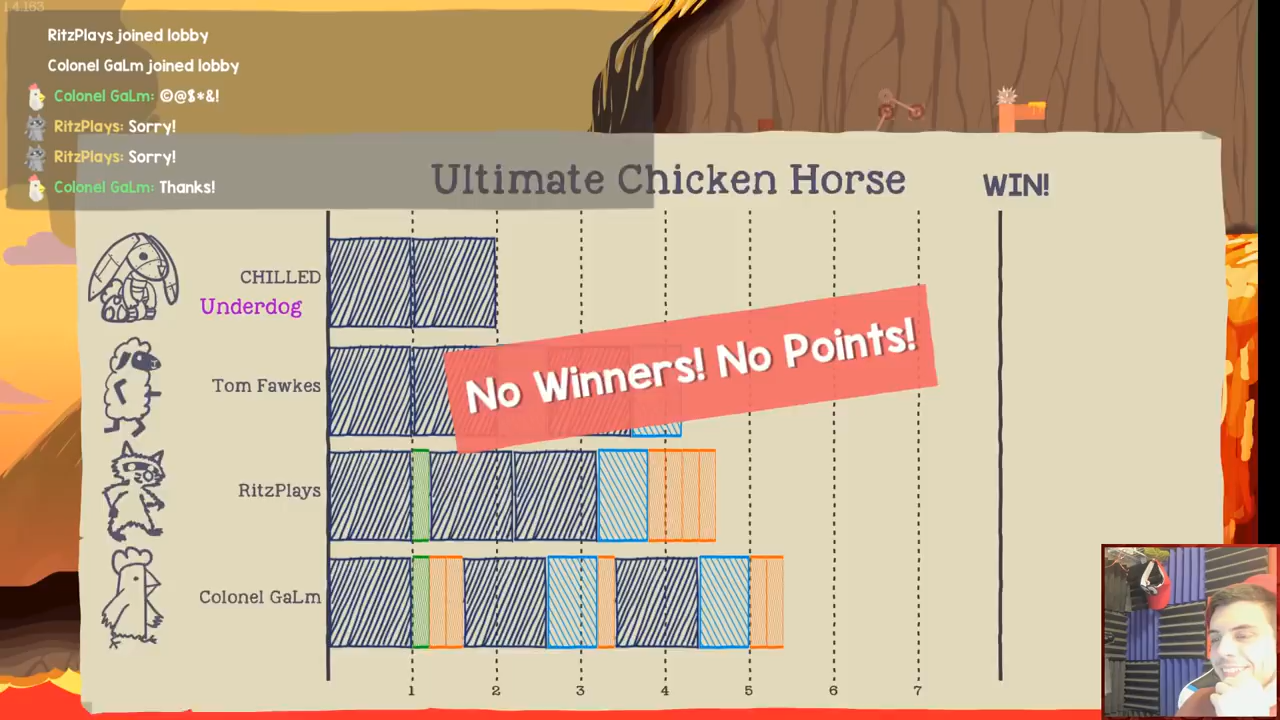 1.4.163
RitzPlays joined lobby
Colonel GaLm joined lobby
Colonel GaLm: ©@$*&!
RitzPlays: Sorry!
RitzPlays: Sorry!
Colonel GaLm: Thanks!
Ultimate Chicken Horse
WIN!
CHILLED
Underdog
No Winners! No Points!
Tom Fawkes
RitzPlays
Colonel GaLm
1 2 3 4 5 6 7